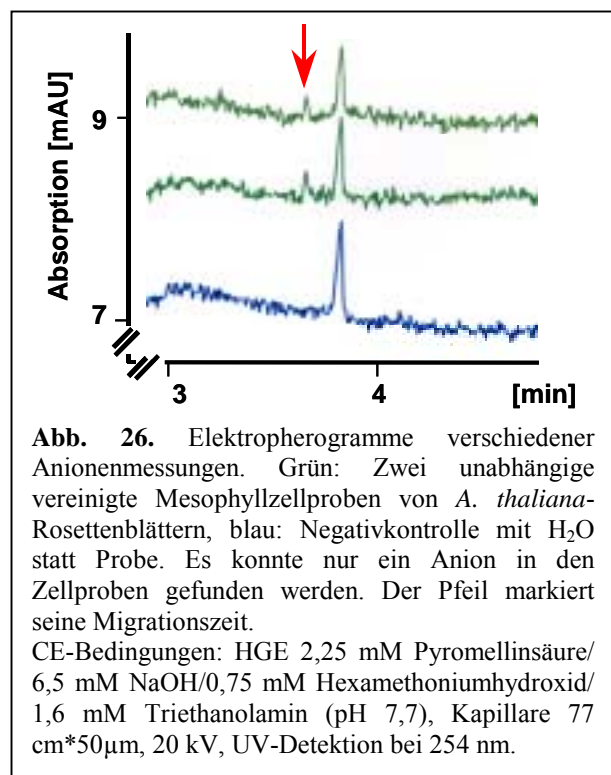 Absorption [mAU]
9
7
3 4 [min]
Abb. 26. Elektropherogramme verschiedener
Anionenmessungen. Grün: Zwei unabhängige
vereinigte Mesophyllzellproben von A. thaliana-
Rosettenblättern, blau: Negativkontrolle mit H₂O
statt Probe. Es konnte nur ein Anion in den
Zellproben gefunden werden. Der Pfeil markiert
seine Migrationszeit.
CE-Bedingungen: HGE 2,25 mM Pyromellinsäure/
6,5 mM NaOH/0,75 mM Hexamethoniumhydroxid/
1,6 mM Triethanolamin (pH 7,7), Kapillare 77
cm*50µm, 20 kV, UV-Detektion bei 254 nm.